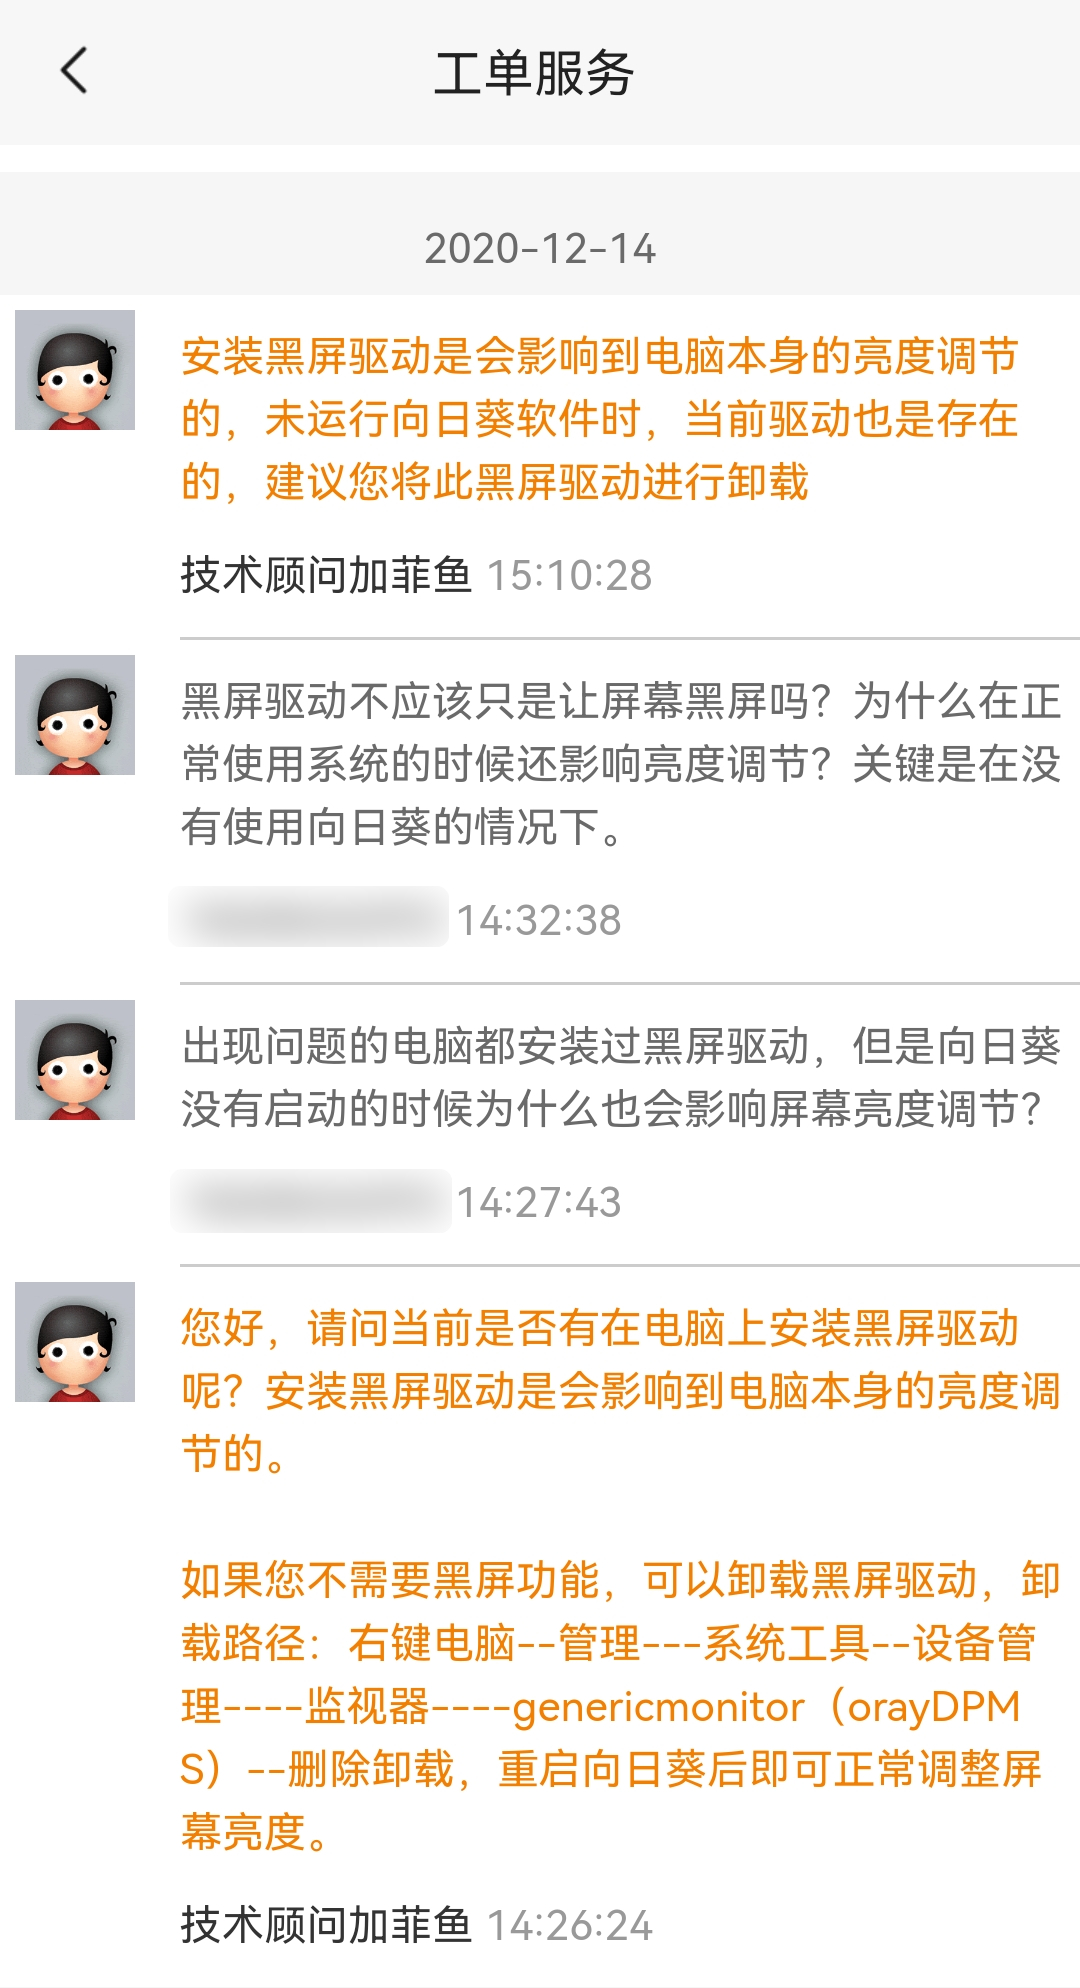 工单服务
2020-12-14
安装黑屏驱动是会影响到电脑本身的亮度调节
的，未运行向日葵软件时，当前驱动也是存在
的，建议您将此黑屏驱动进行卸载
技术顾问加菲鱼 15:10:28
黑屏驱动不应该只是让屏幕黑屏吗？为什么在正
常使用系统的时候还影响亮度调节？关键是在没
有使用向日葵的情况下。
14:32:38
出现问题的电脑都安装过黑屏驱动，但是向日葵
没有启动的时候为什么也会影响屏幕亮度调节？
14:27:43
您好，请问当前是否有在电脑上安装黑屏驱动
呢？安装黑屏驱动是会影响到电脑本身的亮度调
节的。
如果您不需要黑屏功能，可以卸载黑屏驱动，卸
载路径：右键电脑--管理---系统工具--设备管
理----监视器----genericmonitor（orayDPM
S）--删除卸载，重启向日葵后即可正常调整屏
幕亮度。
技术顾问加菲鱼 14:26:24